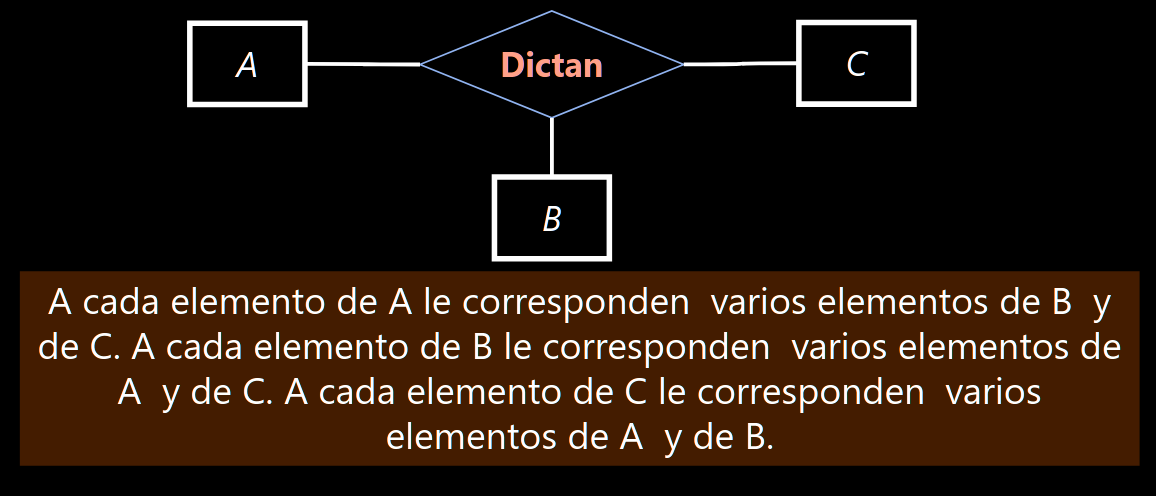 A
Dictan
C
B
A cada elemento de A le corresponden varios elementos de B y
de C. A cada elemento de B le corresponden varios elementos de
A y de C. A cada elemento de C le corresponden varios
elementos de A y de B.